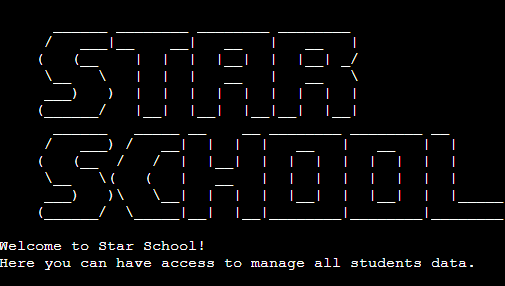 STAR
SCHOOL
Welcome to Star School!
Here you can have access to manage all students data.